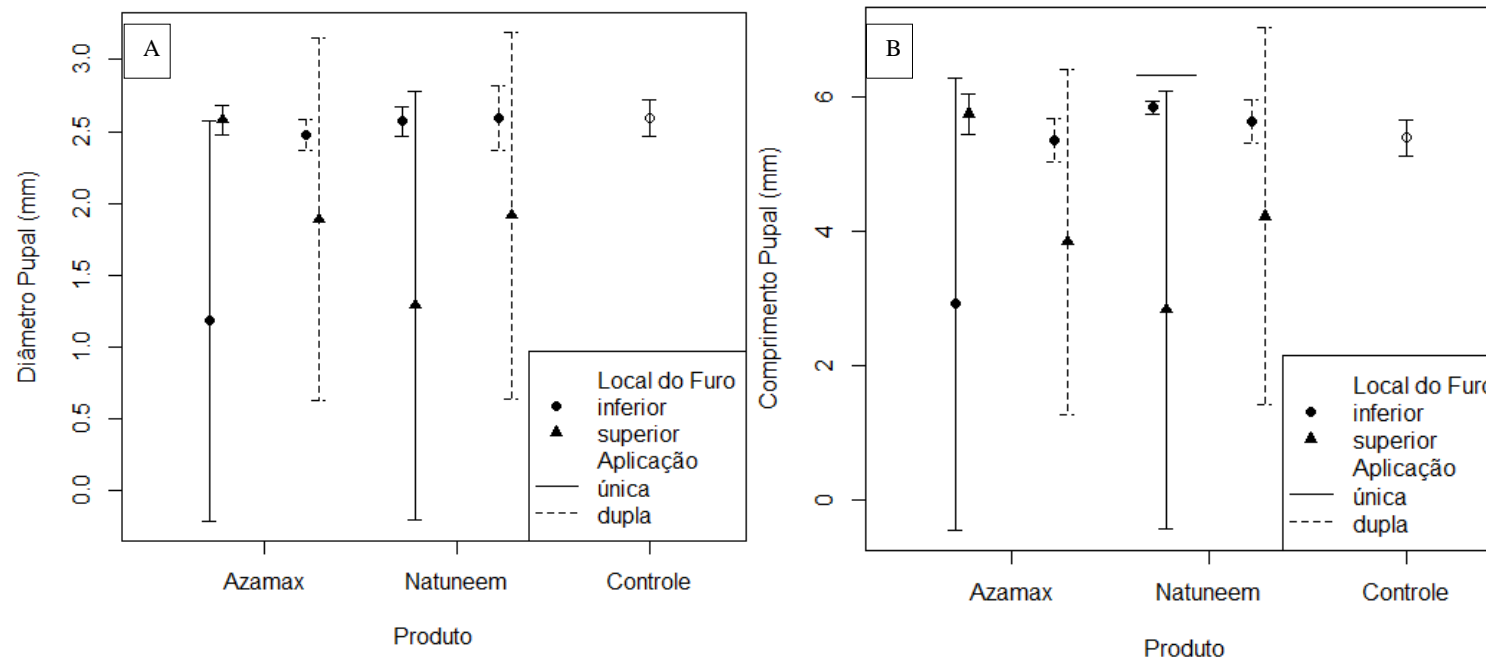 A
Diâmetro Pupal (mm)
3.0
2.5
2.0
1.5
1.0
0.5
0.0
Local do Furo
inferior
superior
Aplicação
única
dupla
Azamax
Natuneem
Controle
Produto
B
Comprimento Pupal (mm)
6
4
2
0
Local do Furo
inferior
superior
Aplicação
única
dupla
Azamax
Natuneem
Controle
Produto